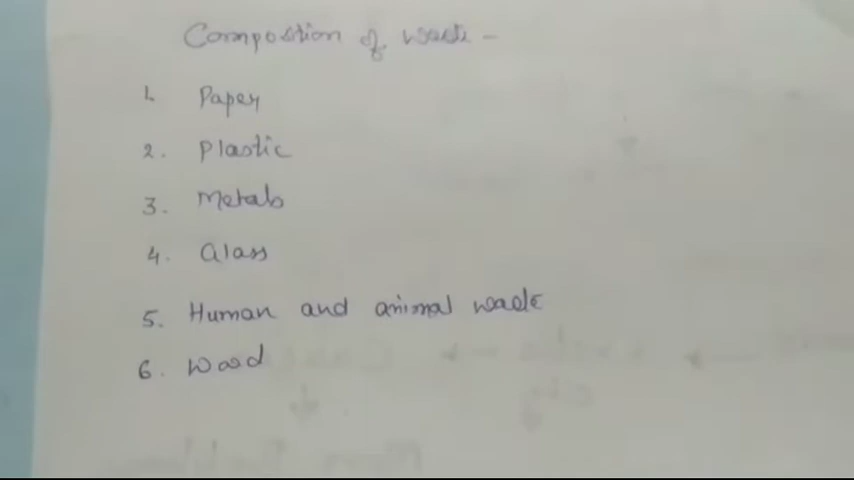 Composition of waste -
1. Paper
2. Plastic
3. Metals
4. Glass
5. Human and animal waste
6. Wood